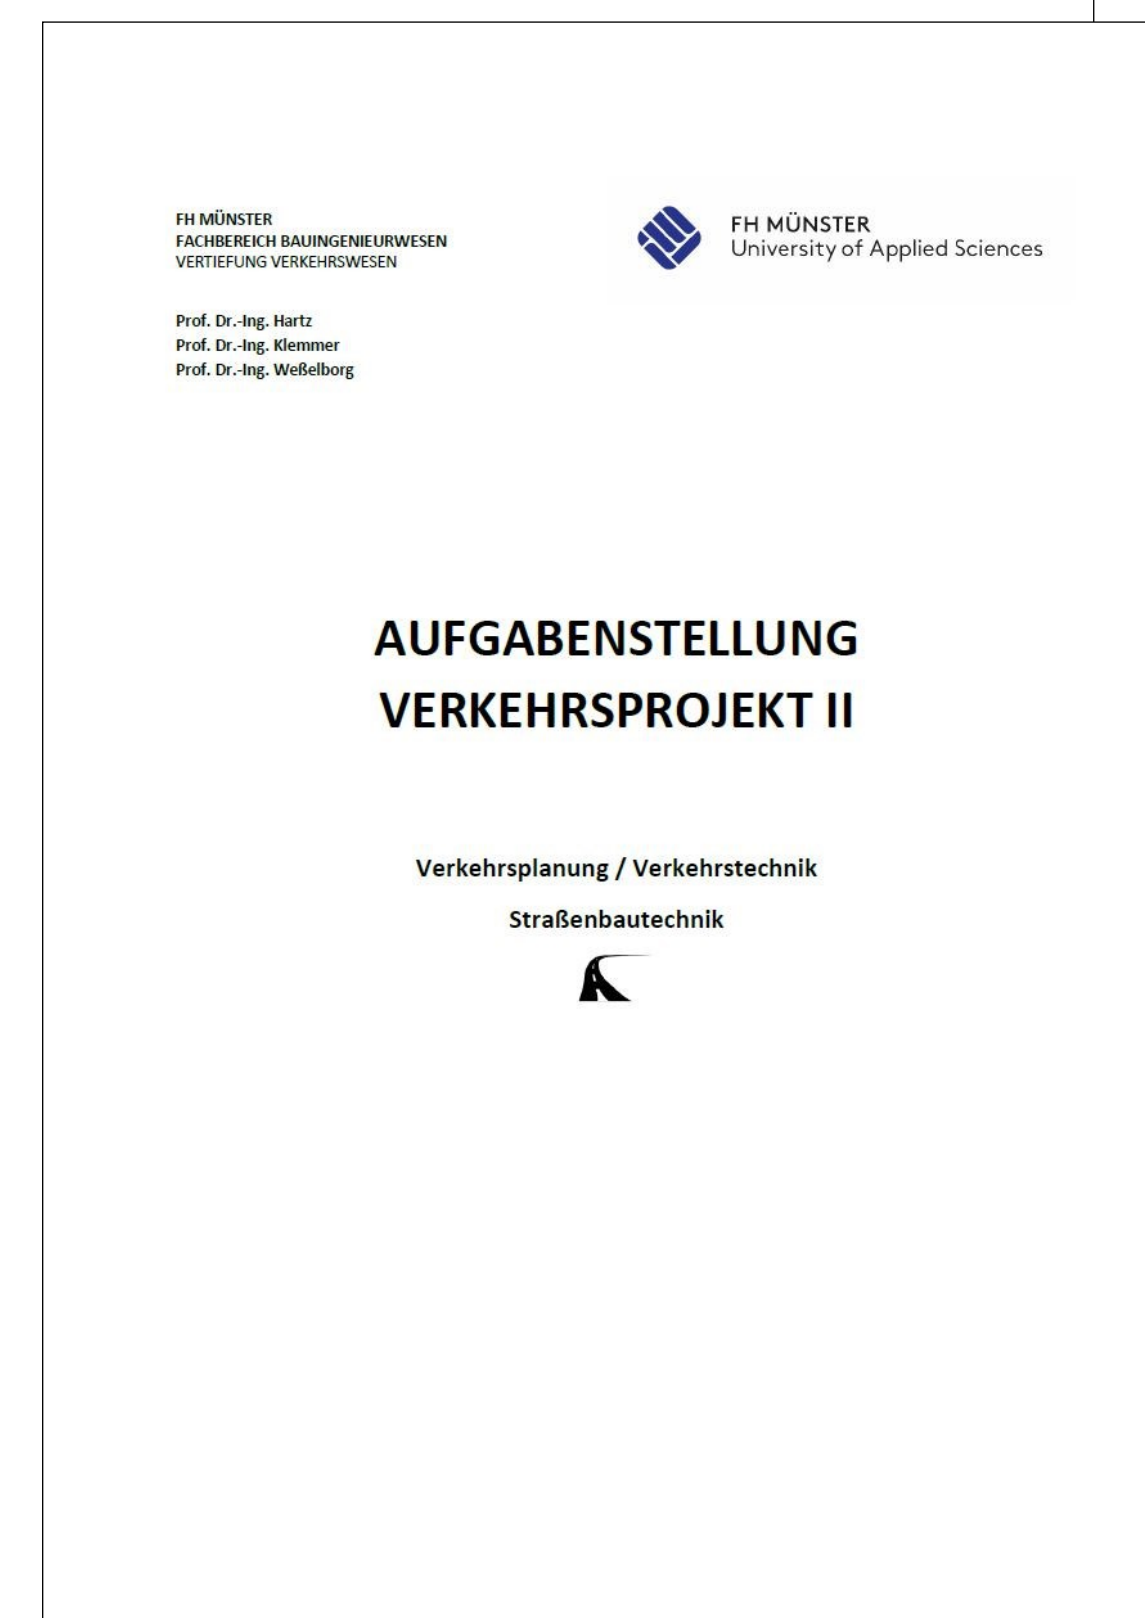 FH MÜNSTER
FACHBEREICH BAUINGENIEURWESEN
VERTIEFUNG VERKEHRSWESEN
FH MÜNSTER
University of Applied Sciences
Prof. Dr.-Ing. Hartz
Prof. Dr.-Ing. Klemmer
Prof. Dr.-Ing. Weßelborg
AUFGABENSTELLUNG
VERKEHRSPROJEKT II
Verkehrsplanung / Verkehrstechnik
Straßenbautechnik